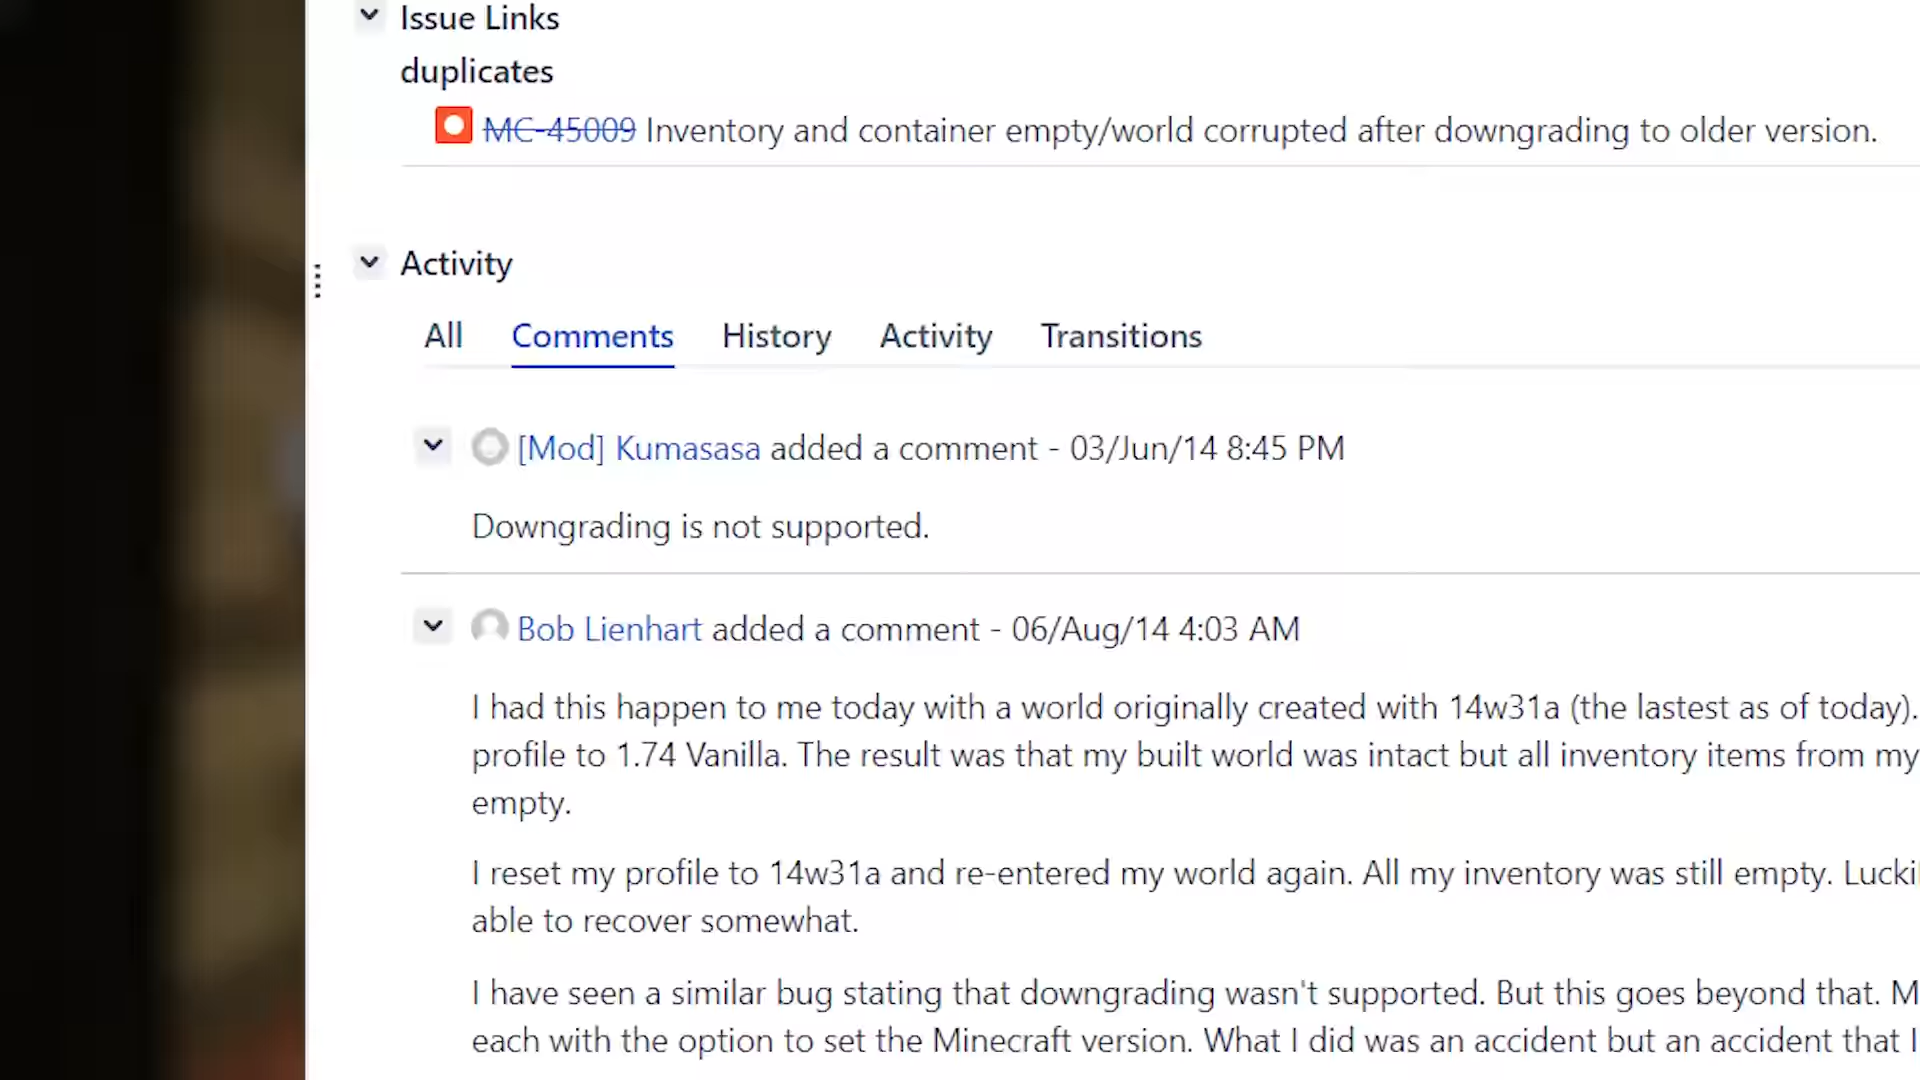 Issue Links
duplicates
MC-45009 Inventory and container empty/world corrupted after downgrading to older version.
Activity
All Comments History Activity Transitions
[Mod] Kumasasa added a comment - 03/Jun/14 8:45 PM
Downgrading is not supported.
Bob Lienhart added a comment - 06/Aug/14 4:03 AM
I had this happen to me today with a world originally created with 14w31a (the lastest as of today).
profile to 1.74 Vanilla. The result was that my built world was intact but all inventory items from my
empty.
I reset my profile to 14w31a and re-entered my world again. All my inventory was still empty.
able to recover somewhat.
I have seen a similar bug stating that downgrading wasn't supported. But this goes beyond that.
each with the option to set the Minecraft version. What I did was an accident but an accident that I